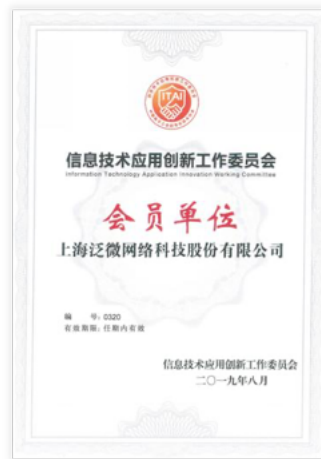 ITAI
信息技术应用创新工作委员会
Information Technology Application Innovation Working Committee
会员单位
上海泛微网络科技股份有限公司
编 号: 0320
有效期限: 任期内有效
信息技术应用创新工作委员会
二〇一九年八月